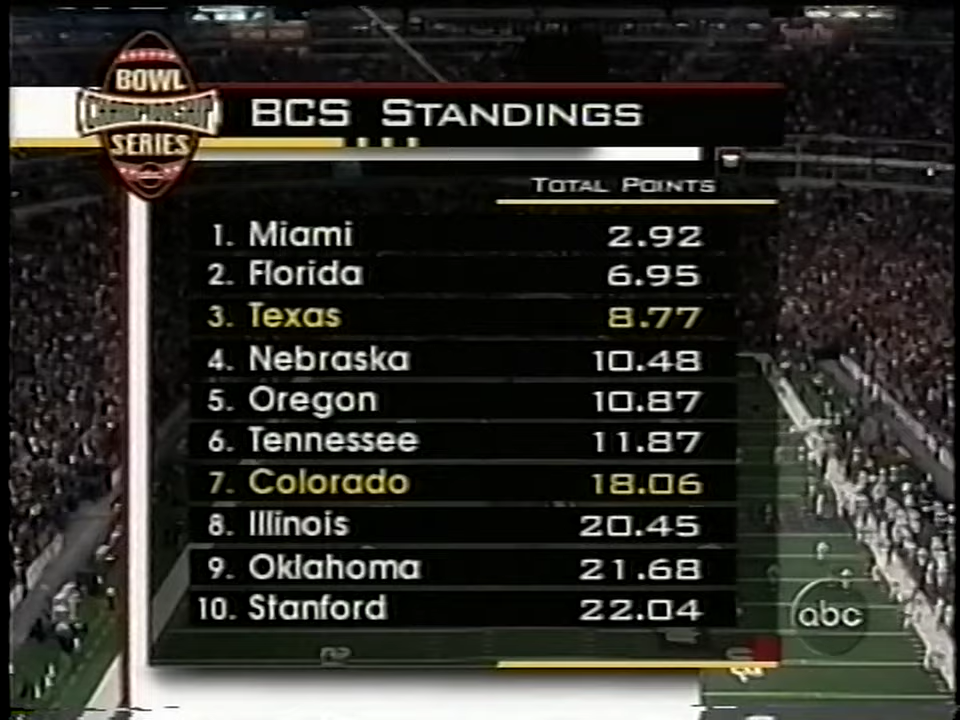 BOWL
CHAMPIONSHIP
SERIES
abc
BCS STANDINGS
TOTAL POINTS
1. Miami 2.92
2. Florida 6.95
3. Texas 8.77
4. Nebraska 10.48
5. Oregon 10.87
6. Tennessee 11.87
7. Colorado 18.06
8. Illinois 20.45
9. Oklahoma 21.68
10. Stanford 22.04
abc